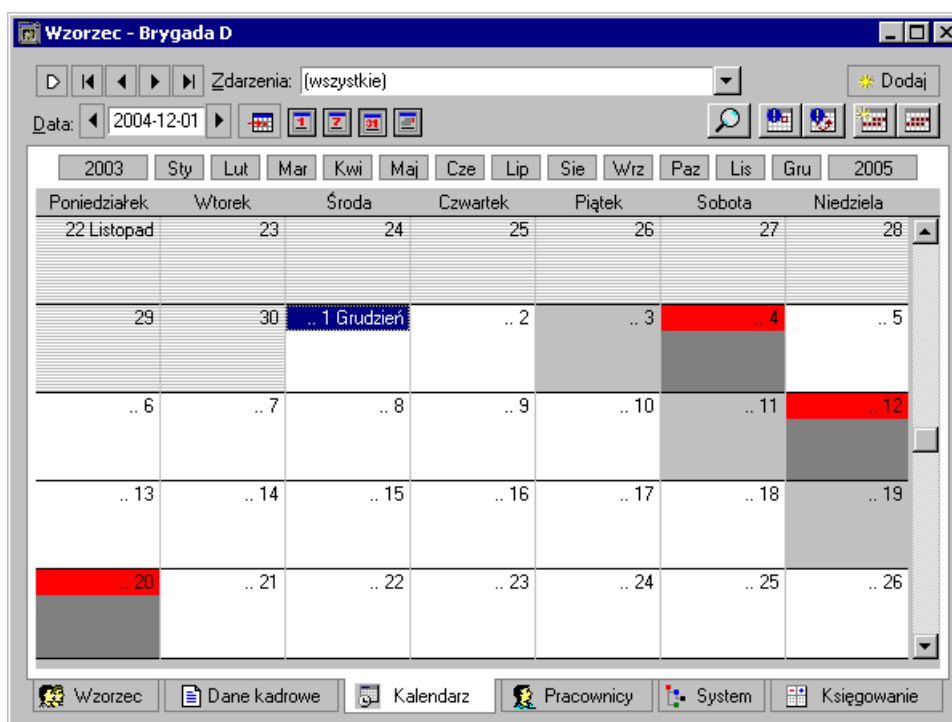 Wzorzec - Brygada D
Zdarzenia: (wszystkie) Dodaj
Data: 2004-12-01 1 7 31
2003 Sty Lut Mar Kwi Maj Cze Lip Sie Wrz Paz Lis Gru 2005
Poniedziałek Wtorek Środa Czwartek Piątek Sobota Niedziela
22 Listopad 23 24 25 26 27 28
29 30 .. 1 Grudzień .. 2 .. 3 .. 4 .. 5
.. 6 .. 7 .. 8 .. 9 .. 10 .. 11 .. 12
.. 13 .. 14 .. 15 .. 16 .. 17 .. 18 .. 19
.. 20 .. 21 .. 22 .. 23 .. 24 .. 25 .. 26
Wzorzec Dane kadrowe Kalendarz Pracownicy System Księgowanie